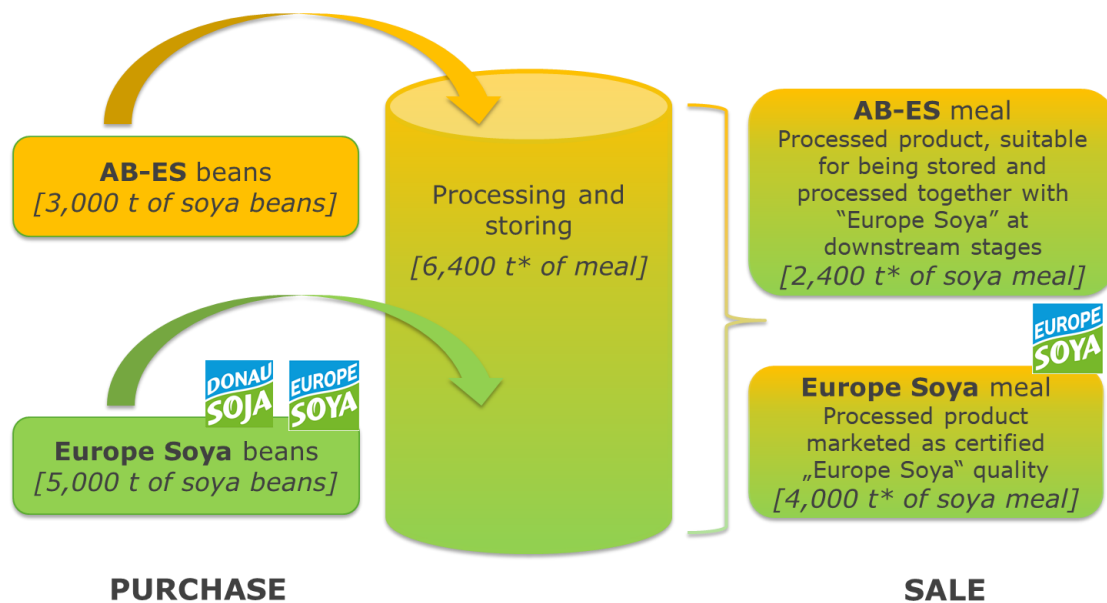 AB-ES beans
[3,000 t of soya beans]
DONAU
SOJA
EUROPE
SOYA
Europe Soya beans
[5,000 t of soya beans]
PURCHASE
Processing and
storing
[6,400 t* of meal]
AB-ES meal
Processed product, suitable
for being stored and
processed together with
“Europe Soya” at
downstream stages
[2,400 t* of soya meal]
EUROPE
SOYA
Europe Soya meal
Processed product
marketed as certified
„Europe Soya“ quality
[4,000 t* of soya meal]
SALE